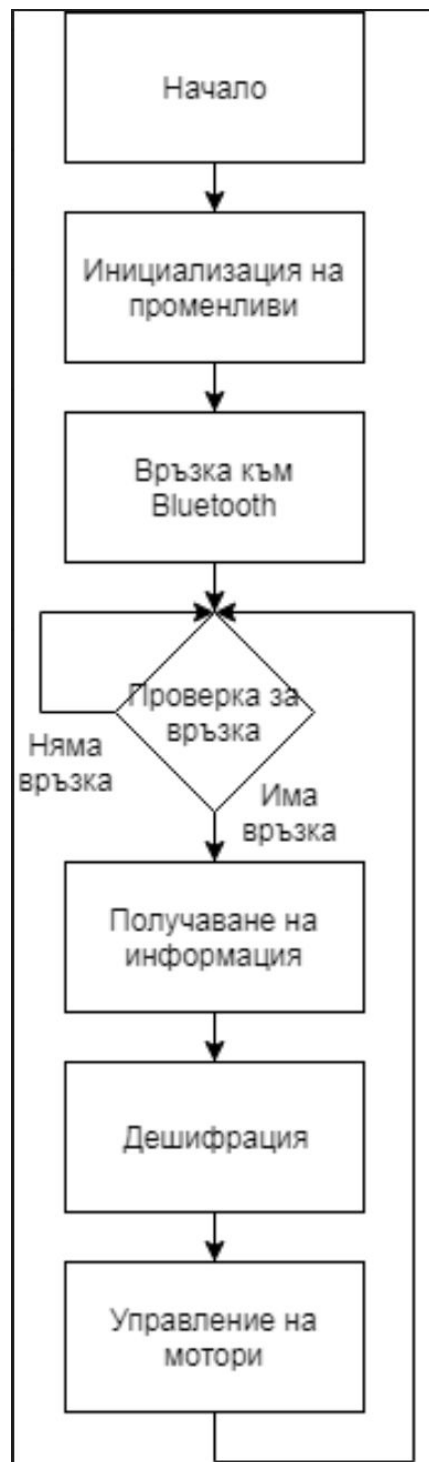 Начало
Инициализация на
променливи
Връзка към
Bluetooth
Проверка за
връзка
Няма
връзка
Има
връзка
Получаване на
информация
Дешифрация
Управление на
мотори